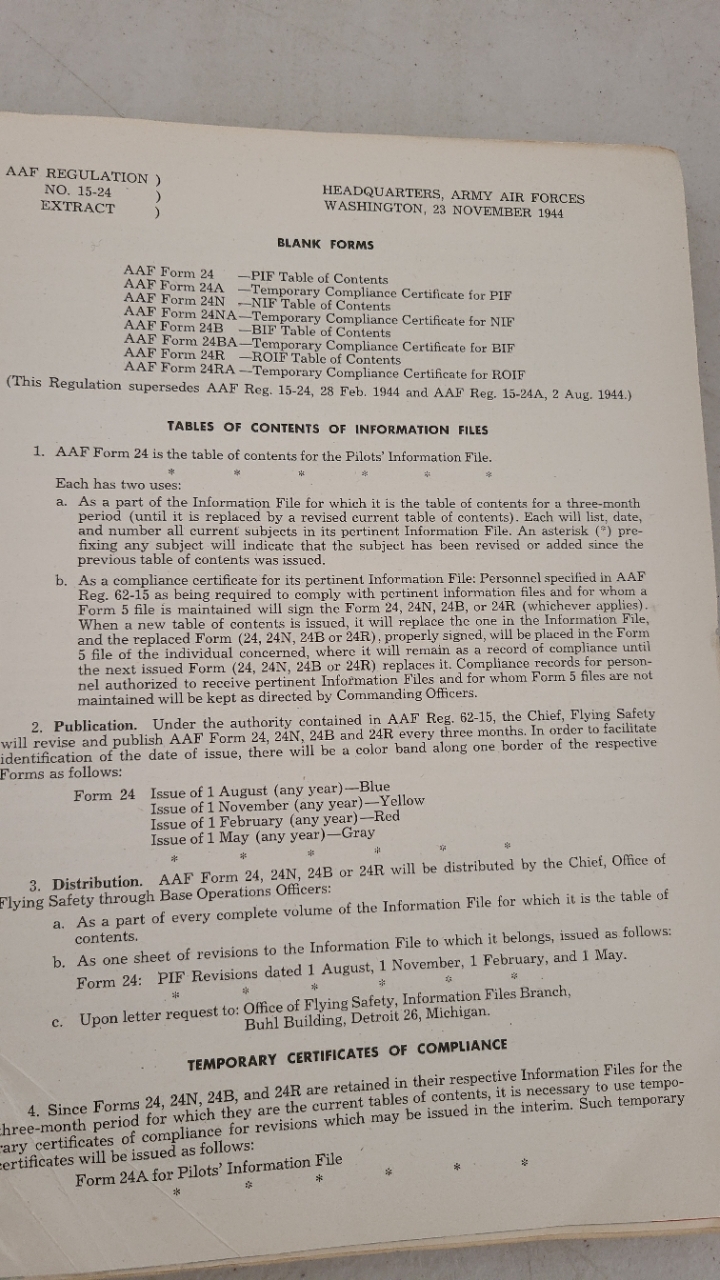 AAF REGULATION )
NO. 15-24 )
EXTRACT )
HEADQUARTERS, ARMY AIR FORCES
WASHINGTON, 23 NOVEMBER 1944
BLANK FORMS
AAF Form 24 —PIF Table of Contents
AAF Form 24A —Temporary Compliance Certificate for PIF
AAF Form 24N —NIF Table of Contents
AAF Form 24NA—Temporary Compliance Certificate for NIF
AAF Form 24B —BIF Table of Contents
AAF Form 24BA—Temporary Compliance Certificate for BIF
AAF Form 24R —ROIF Table of Contents
AAF Form 24RA —Temporary Compliance Certificate for ROIF
(This Regulation supersedes AAF Reg. 15-24, 28 Feb. 1944 and AAF Reg. 15-24A, 2 Aug. 1944.)
TABLES OF CONTENTS OF INFORMATION FILES
1. AAF Form 24 is the table of contents for the Pilots' Information File.
* * * * * *
Each has two uses:
a. As a part of the Information File for which it is the table of contents for a three-month
period (until it is replaced by a revised current table of contents). Each will list, date,
and number all current subjects in its pertinent Information File. An asterisk (*) pre-
fixing any subject will indicate that the subject has been revised or added since the
previous table of contents was issued.
b. As a compliance certificate for its pertinent Information File: Personnel specified in AAF
Reg. 62-15 as being required to comply with pertinent information files and for whom a
Form 5 file is maintained will sign the Form 24, 24N, 24B, or 24R (whichever applies).
When a new table of contents is issued, it will replace the one in the Information File,
and the replaced Form (24, 24N, 24B or 24R), properly signed, will be placed in the Form
5 file of the individual concerned, where it will remain as a record of compliance until
the next issued Form (24, 24N, 24B or 24R) replaces it. Compliance records for person-
nel authorized to receive pertinent Information Files and for whom Form 5 files are not
maintained will be kept as directed by Commanding Officers.
2. Publication. Under the authority contained in AAF Reg. 62-15, the Chief, Flying Safety
will revise and publish AAF Form 24, 24N, 24B and 24R every three months. In order to facilitate
identification of the date of issue, there will be a color band along one border of the respective
Forms as follows:
Form 24 Issue of 1 August (any year)—Blue
Issue of 1 November (any year)—Yellow
Issue of 1 February (any year)—Red
Issue of 1 May (any year)—Gray
* * * * * *
3. Distribution. AAF Form 24, 24N, 24B or 24R will be distributed by the Chief, Office of
Flying Safety through Base Operations Officers:
a. As a part of every complete volume of the Information File for which it is the table of
contents.
b. As one sheet of revisions to the Information File to which it belongs, issued as follows:
Form 24: PIF Revisions dated 1 August, 1 November, 1 February, and 1 May.
* * * * * *
c. Upon letter request to: Office of Flying Safety, Information Files Branch,
Buhl Building, Detroit 26, Michigan.
TEMPORARY CERTIFICATES OF COMPLIANCE
4. Since Forms 24, 24N, 24B, and 24R are retained in their respective Information Files for the
three-month period for which they are the current tables of contents, it is necessary to use tempo-
rary certificates of compliance for revisions which may be issued in the interim. Such temporary
certificates will be issued as follows:
Form 24A for Pilots' Information File
* * * * * *